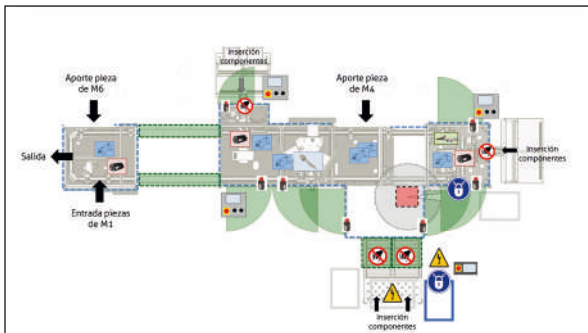 Inserción
componentes
Aporte pieza
de M6
Aporte pieza
de M4
Salida
Inserción
componentes
Entrada piezas
de M1
Inserción
componentes